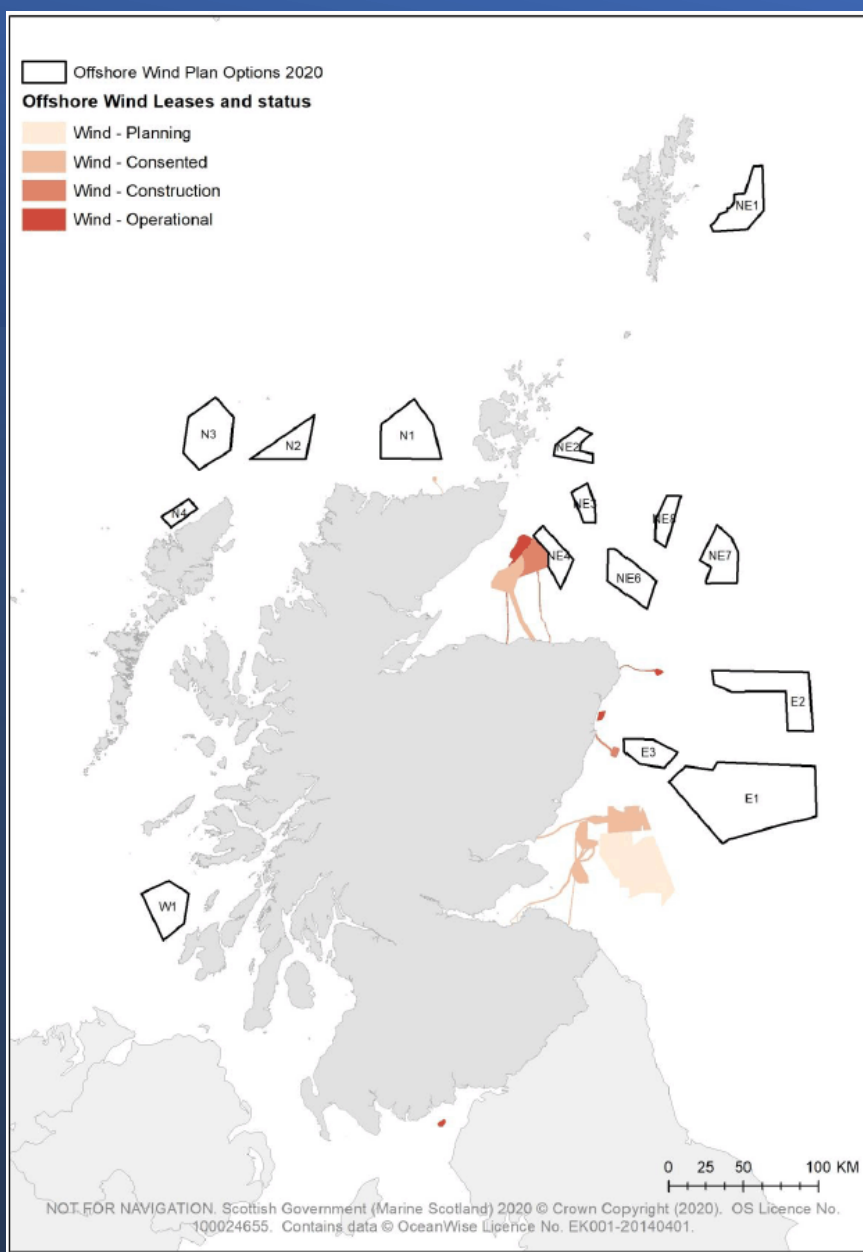 Offshore Wind Plan Options 2020
Offshore Wind Leases and status
Wind - Planning
Wind - Consented
Wind - Construction
Wind - Operational
NE1
N3
N2
N1
NE2
N4
NE3
NE8
NE4
NE7
NE6
E2
E3
E1
W1
0 25 50 100 KM
NOT FOR NAVIGATION. Scottish Government (Marine Scotland) 2020 © Crown Copyright (2020). OS Licence No.
100024655. Contains data © OceanWise Licence No. EK001-20140401.